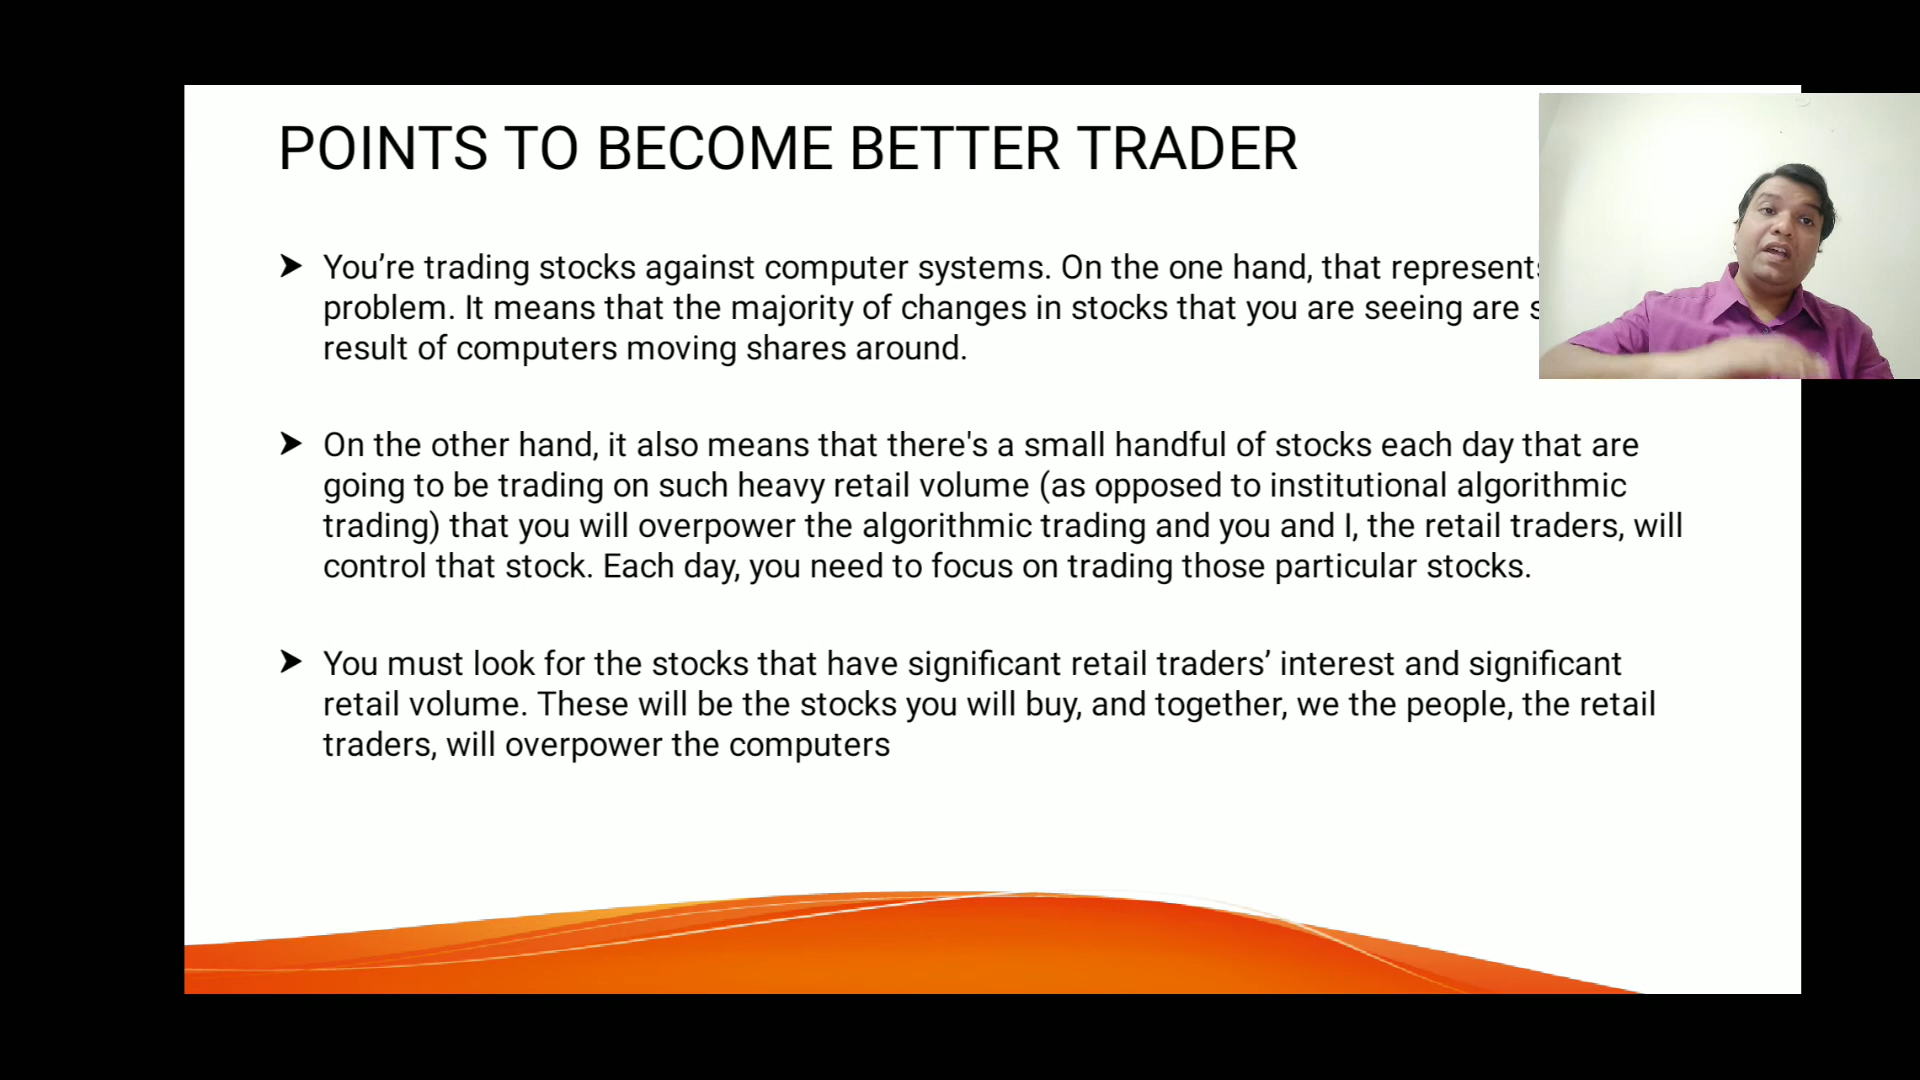 POINTS TO BECOME BETTER TRADER
You’re trading stocks against computer systems. On the one hand, that represents
problem. It means that the majority of changes in stocks that you are seeing are
result of computers moving shares around.
On the other hand, it also means that there's a small handful of stocks each day that are
going to be trading on such heavy retail volume (as opposed to institutional algorithmic
trading) that you will overpower the algorithmic trading and you and I, the retail traders, will
control that stock. Each day, you need to focus on trading those particular stocks.
You must look for the stocks that have significant retail traders’ interest and significant
retail volume. These will be the stocks you will buy, and together, we the people, the retail
traders, will overpower the computers